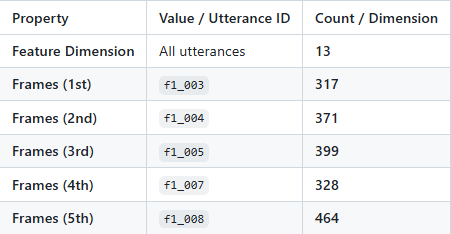 Property Value / Utterance ID Count / Dimension
Feature Dimension All utterances 13
Frames (1st) f1_003 317
Frames (2nd) f1_004 371
Frames (3rd) f1_005 399
Frames (4th) f1_007 328
Frames (5th) f1_008 464